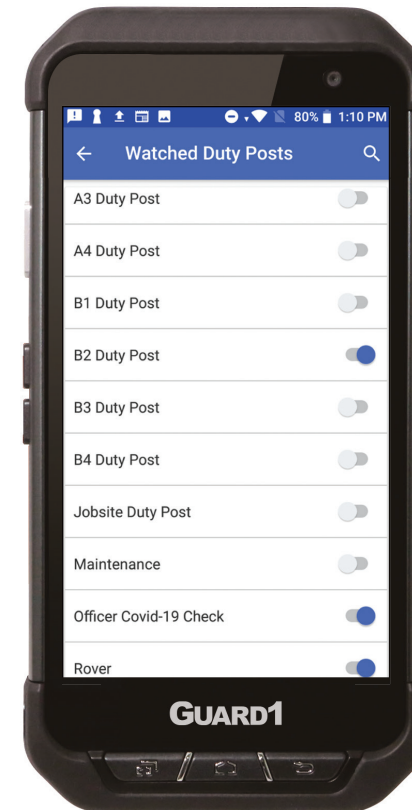 80% 1:10 PM
Watched Duty Posts
A3 Duty Post
A4 Duty Post
B1 Duty Post
B2 Duty Post
B3 Duty Post
B4 Duty Post
Jobsite Duty Post
Maintenance
Officer Covid-19 Check
Rover
GUARD1